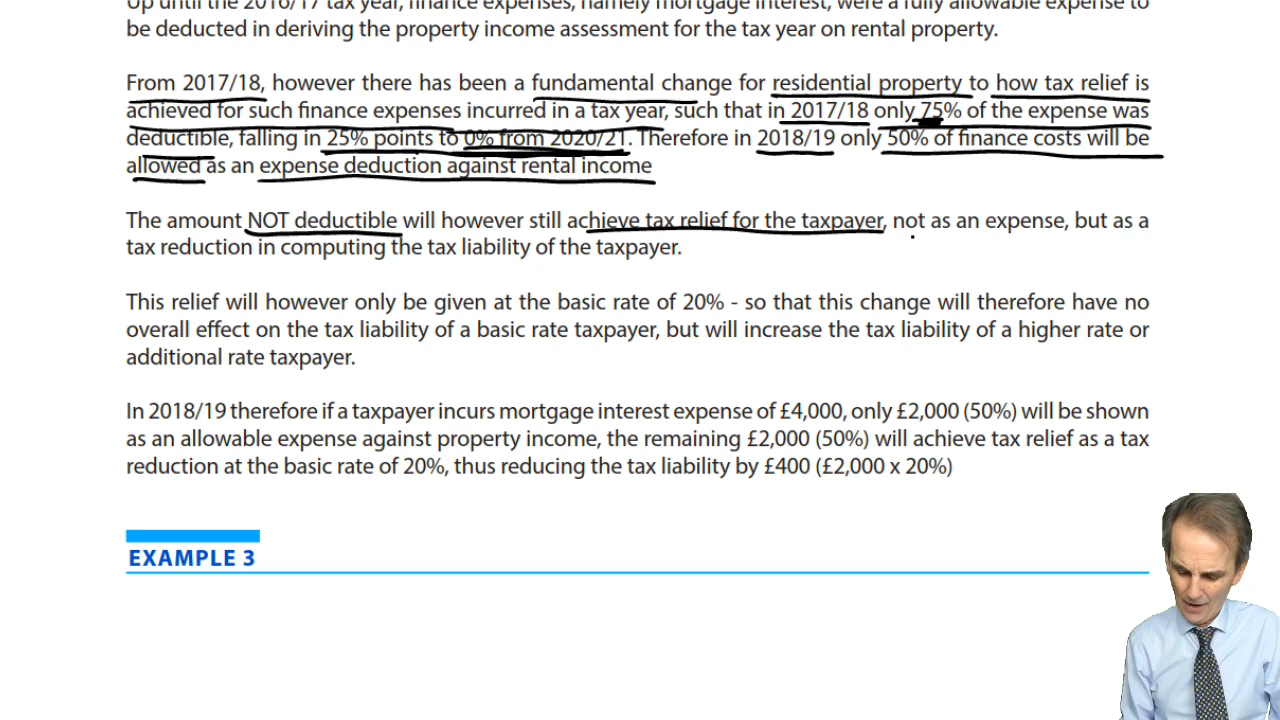 Up until the 2016/17 tax year, finance expenses, namely mortgage interest, were a fully allowable expense to
be deducted in deriving the property income assessment for the tax year on rental property.
From 2017/18, however there has been a fundamental change for residential property to how tax relief is
achieved for such finance expenses incurred in a tax year, such that in 2017/18 only 75% of the expense was
deductible, falling in 25% points to 0% from 2020/21. Therefore in 2018/19 only 50% of finance costs will be
allowed as an expense deduction against rental income
The amount NOT deductible will however still achieve tax relief for the taxpayer, not as an expense, but as a
tax reduction in computing the tax liability of the taxpayer.
This relief will however only be given at the basic rate of 20% - so that this change will therefore have no
overall effect on the tax liability of a basic rate taxpayer, but will increase the tax liability of a higher rate or
additional rate taxpayer.
In 2018/19 therefore if a taxpayer incurs mortgage interest expense of £4,000, only £2,000 (50%) will be shown
as an allowable expense against property income, the remaining £2,000 (50%) will achieve tax relief as a tax
reduction at the basic rate of 20%, thus reducing the tax liability by £400 (£2,000 x 20%)
EXAMPLE 3